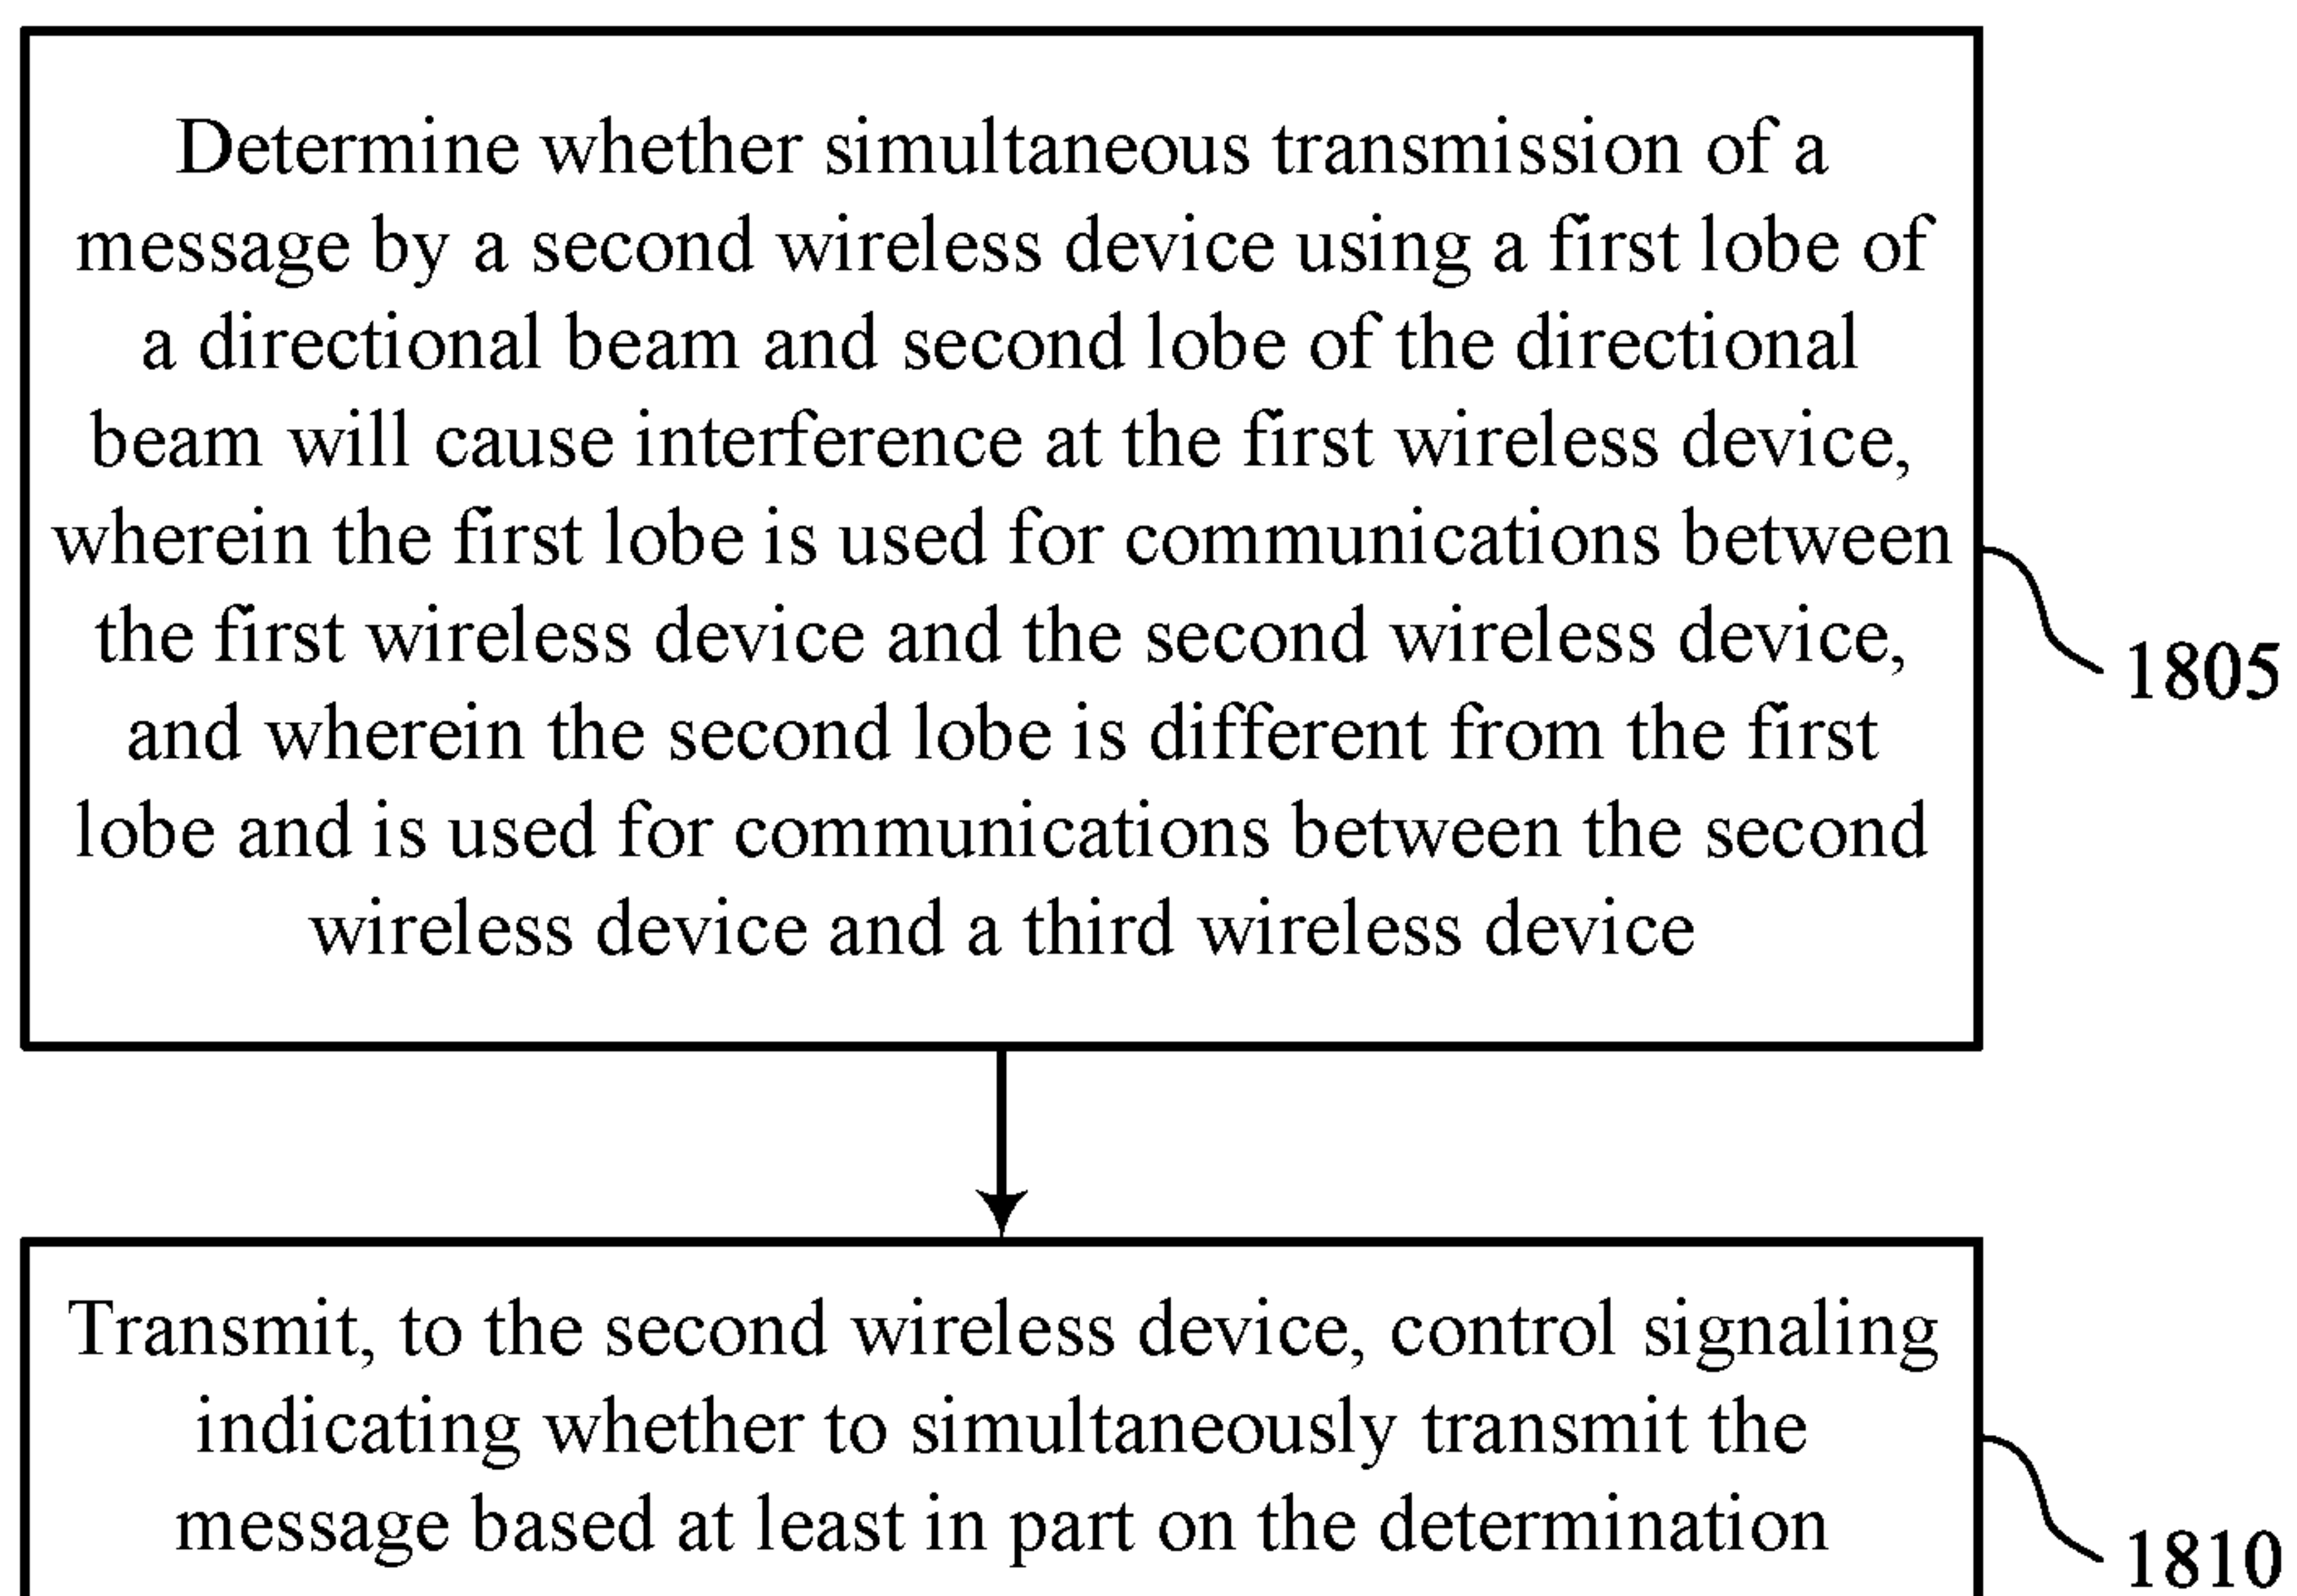 Determine whether simultaneous transmission of a
message by a second wireless device using a first lobe of
a directional beam and second lobe of the directional
beam will cause interference at the first wireless device,
wherein the first lobe is used for communications between
the first wireless device and the second wireless device,
and wherein the second lobe is different from the first
lobe and is used for communications between the second
wireless device and a third wireless device
1805
Transmit, to the second wireless device, control signaling
indicating whether to simultaneously transmit the
message based at least in part on the determination
1810